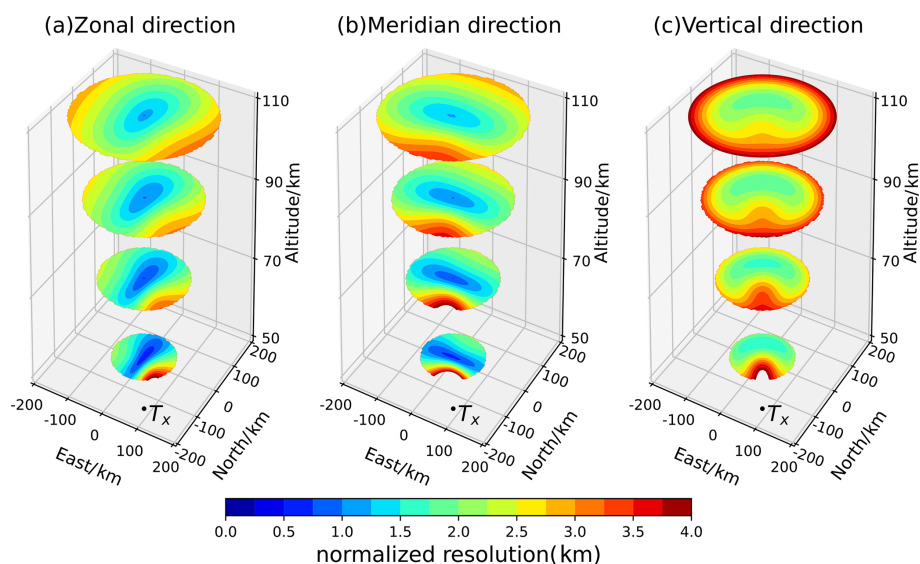 (a)Zonal direction
(b)Meridian direction
(c)Vertical direction
110
90
70
50
Altitude/km
-200
-100
0
100
200
East/km
200
100
0
-100
-200
North/km
Tx
110
90
70
50
Altitude/km
-200
-100
0
100
200
East/km
200
100
0
-100
-200
North/km
Tx
110
90
70
50
Altitude/km
-200
-100
0
100
200
East/km
200
100
0
-100
-200
North/km
Tx
0.0 0.5 1.0 1.5 2.0 2.5 3.0 3.5 4.0
normalized resolution(km)